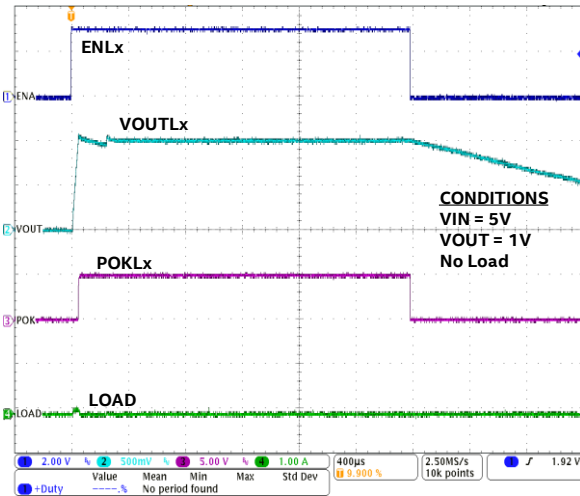 ENLx
1 ENA
VOUTLx
CONDITIONS
VIN = 5V
VOUT = 1V
No Load
2 VOUT
POKLx
3 POK
LOAD
4 LOAD
1 2.00 V 2 500mV 3 5.00 V 4 1.00 A
400µs
T 9.900 %
2.50MS/s
10k points
1 1.92 V
Value Mean Min Max Std Dev
1 +Duty ----.% No period found